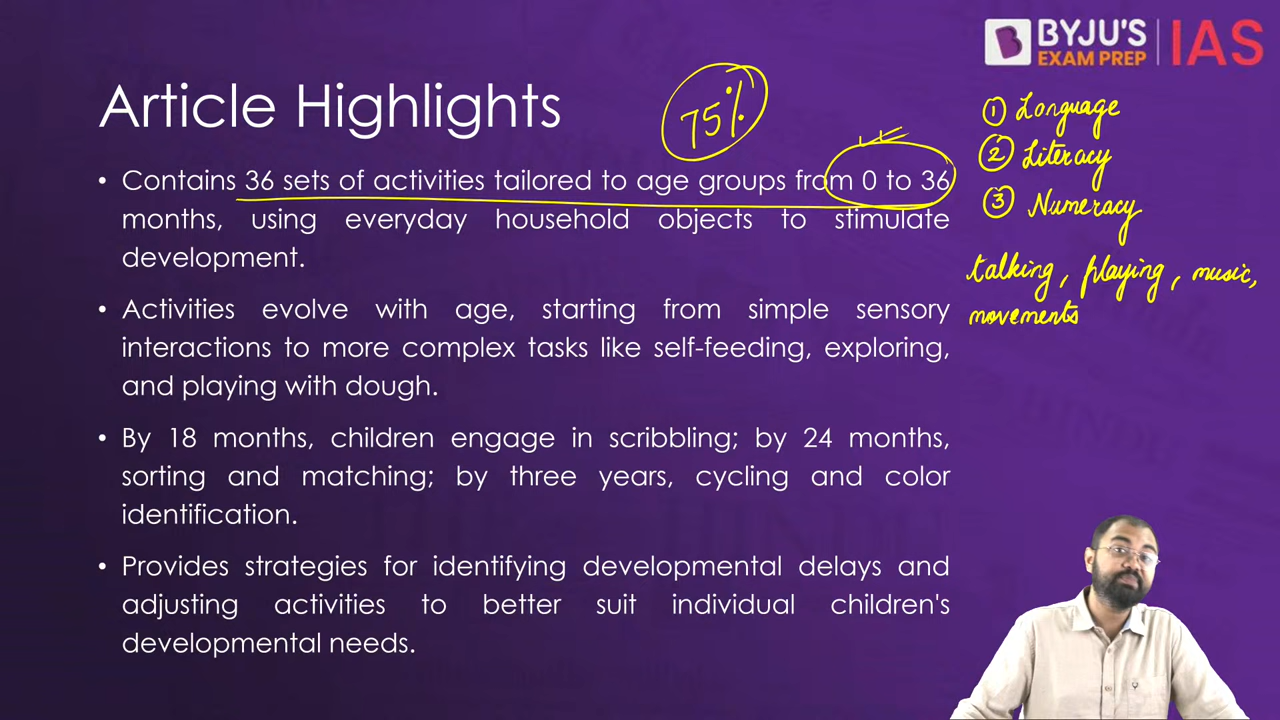 BYJU'S
EXAM PREP
IAS
Article Highlights
75%
• Contains 36 sets of activities tailored to age groups from 0 to 36
months, using everyday household objects to stimulate
development.
• Activities evolve with age, starting from simple sensory
interactions to more complex tasks like self-feeding, exploring,
and playing with dough.
• By 18 months, children engage in scribbling; by 24 months,
sorting and matching; by three years, cycling and color
identification.
• Provides strategies for identifying developmental delays and
adjusting activities to better suit individual children's
developmental needs.
① Language
② Literacy
③ Numeracy
talking, playing, music,
movements